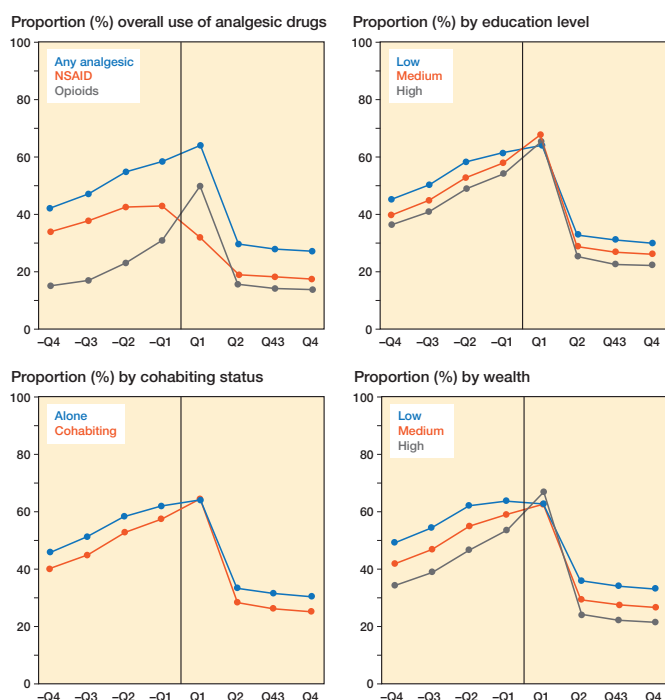 Proportion (%) overall use of analgesic drugs
100
80
60
40
20
0
Any analgesic
NSAID
Opioids
–Q4 –Q3 –Q2 –Q1 Q1 Q2 Q43 Q4
Proportion (%) by education level
100
80
60
40
20
0
Low
Medium
High
–Q4 –Q3 –Q2 –Q1 Q1 Q2 Q43 Q4
Proportion (%) by cohabiting status
100
80
60
40
20
0
Alone
Cohabiting
–Q4 –Q3 –Q2 –Q1 Q1 Q2 Q43 Q4
Proportion (%) by wealth
100
80
60
40
20
0
Low
Medium
High
–Q4 –Q3 –Q2 –Q1 Q1 Q2 Q43 Q4